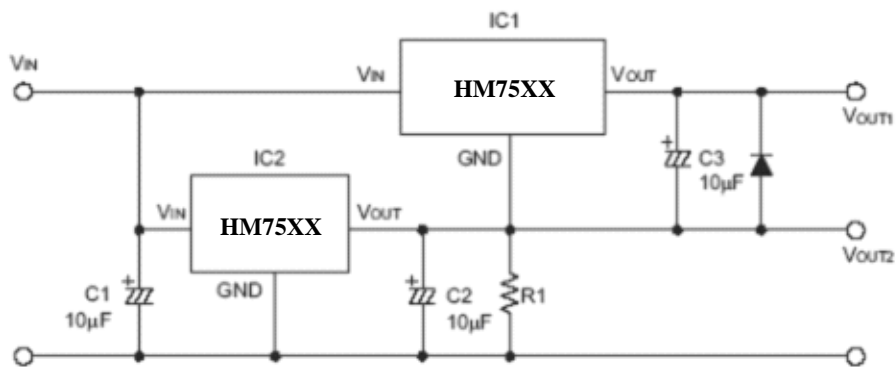 IC1
VIN
VIN
HM75XX
VOUT
VOUT1
GND
C3
10μF
IC2
VIN
HM75XX
VOUT
VOUT2
GND
C1
10μF
C2
10μF
R1